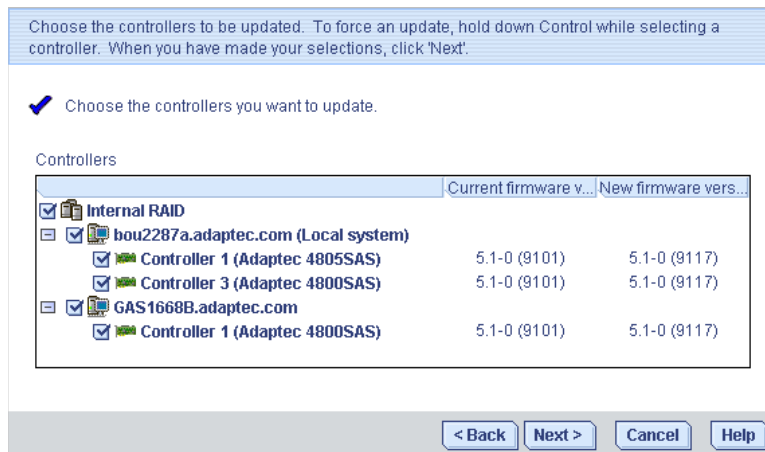 Choose the controllers to be updated. To force an update, hold down Control while selecting a
controller. When you have made your selections, click 'Next'.
Choose the controllers you want to update.
Controllers
Current firmware v... New firmware vers...
Internal RAID
bou2287a.adaptec.com (Local system)
Controller 1 (Adaptec 4805SAS) 5.1-0 (9101) 5.1-0 (9117)
Controller 3 (Adaptec 4800SAS) 5.1-0 (9101) 5.1-0 (9117)
GAS1668B.adaptec.com
Controller 1 (Adaptec 4800SAS) 5.1-0 (9101) 5.1-0 (9117)
< Back Next > Cancel Help